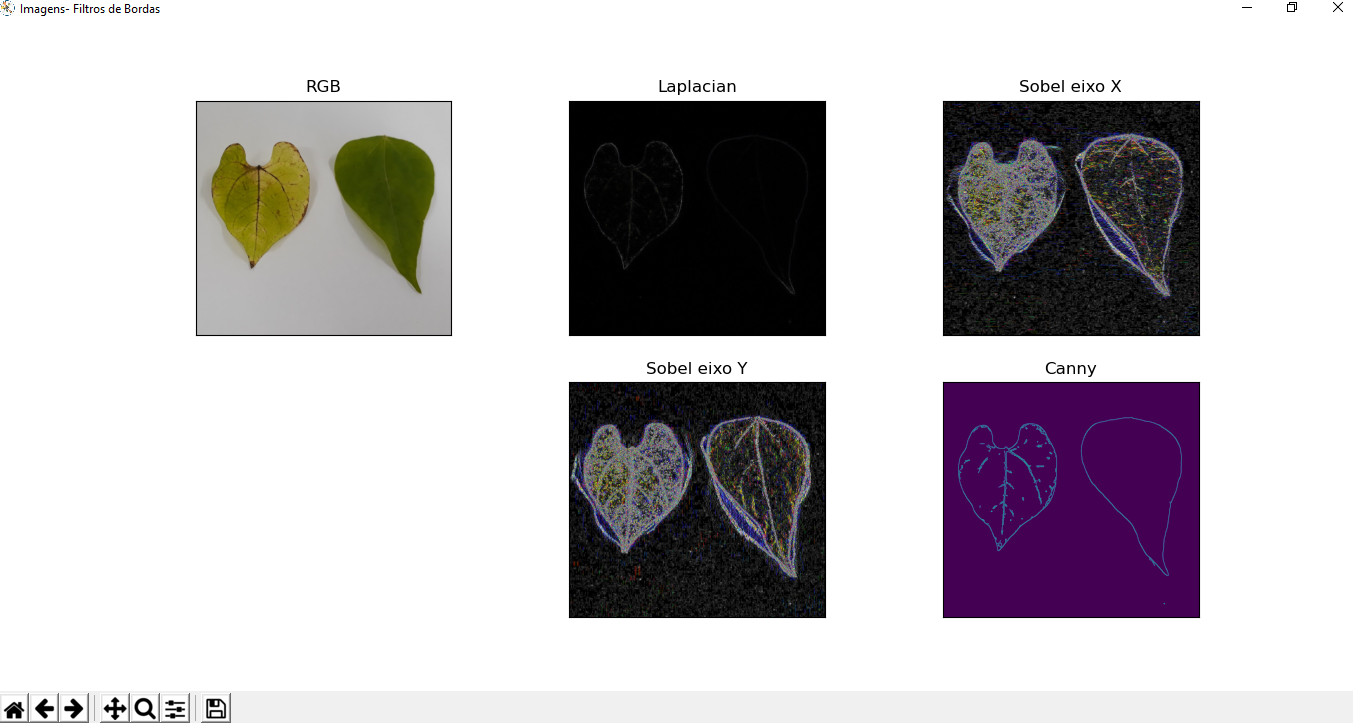 Imagens- Filtros de Bordas
RGB
Laplacian
Sobel eixo X
Sobel eixo Y
Canny